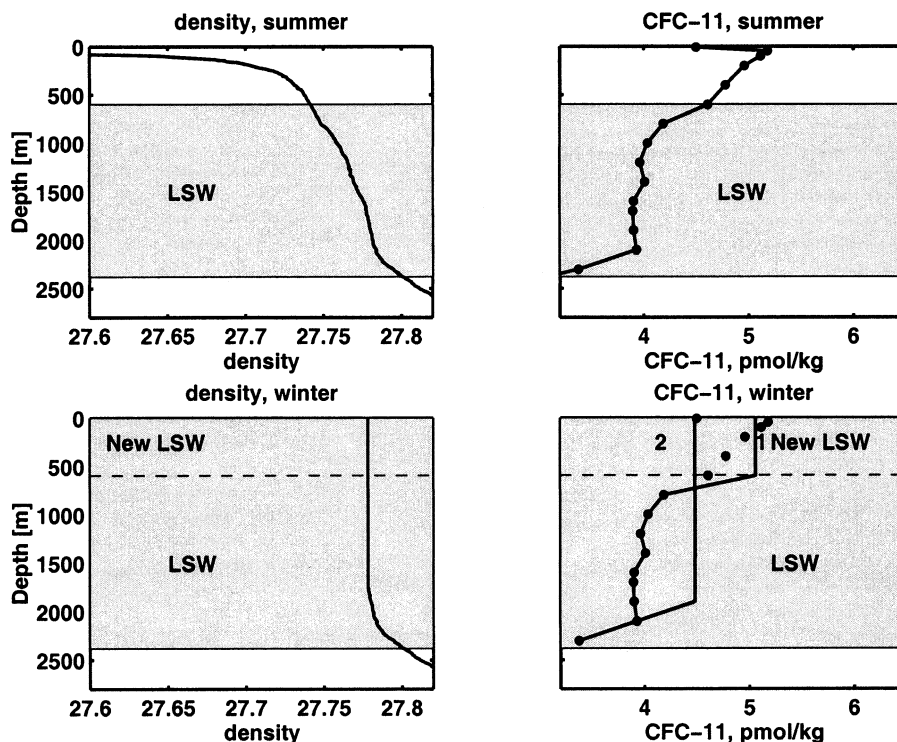 density, summer
0
500
1000
1500
2000
2500
Depth [m]
LSW
27.6
27.65
27.7
27.75
27.8
density
CFC-11, summer
LSW
4
5
6
CFC-11, pmol/kg
density, winter
0
500
1000
1500
2000
2500
Depth [m]
New LSW
LSW
27.6
27.65
27.7
27.75
27.8
density
CFC-11, winter
2
1 New LSW
LSW
4
5
6
CFC-11, pmol/kg